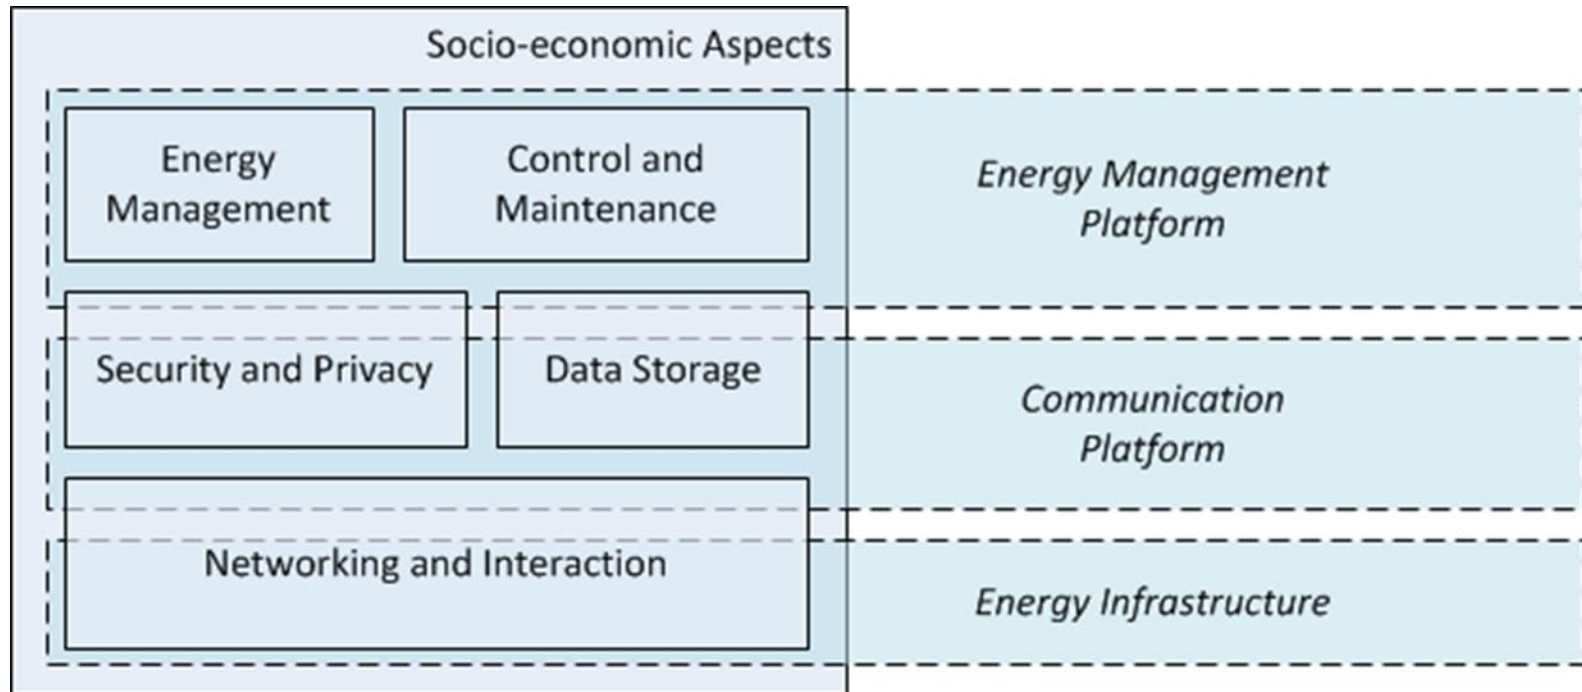 Socio-economic Aspects
Energy
Management
Control and
Maintenance
Energy Management
Platform
Security and Privacy
Data Storage
Communication
Platform
Networking and Interaction
Energy Infrastructure